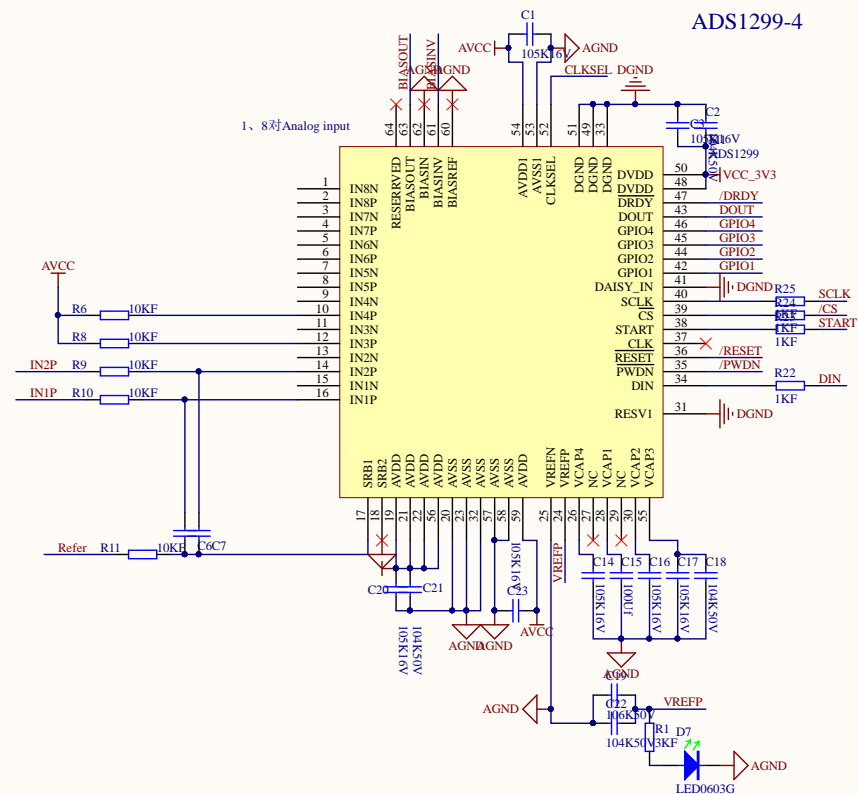 ADS1299-4
C1
AVCC
105K16V
AGND
BIASOUT
BIASINV
AGND
AGND
CLKSEL
DGND
1、8对Analog input
64
63
62
61
60
54
53
52
51
49
33
C3
C2
105K16V
104K50V
ADS1299
RESERRVED
BIASOUT
BIASIN
BIASINV
BIASREF
AVDD1
AVSS1
CLKSEL
DGND
DGND
DGND
1 IN8N
2 IN8P
3 IN7N
4 IN7P
5 IN6N
6 IN6P
7 IN5N
8 IN5P
9 IN4N
10 IN4P
11 IN3N
12 IN3P
13 IN2N
14 IN2P
15 IN1N
16 IN1P
DVDD 50 VCC_3V3
DVDD 48
DRDY 47 /DRDY
DOUT 43 DOUT
GPIO4 46 GPIO4
GPIO3 45 GPIO3
GPIO2 44 GPIO2
GPIO1 42 GPIO1
DAISY_IN 41 DGND
SCLK 40 R25 SCLK
CS 39 R24 /CS
START 38 START
1KF
CLK 37
1KF
RESET 36 /RESET
PWDN 35 /PWDN
DIN 34 R22 DIN
1KF
RESV1 31 DGND
AVCC
R6 10KF
R8 10KF
IN2P R9 10KF
IN1P R10 10KF
Refer R11 10KF
C6
C7
SRB1
SRB2
AVDD
AVDD
AVDD
AVDD
AVSS
AVSS
AVSS
AVSS
AVSS
AVDD
VREFN
VREFP
VCAP4
NC
VCAP1
NC
VCAP2
VCAP3
17
18
19
21
22
56
20
23
32
57
58
59
25
24
26
27
28
29
30
55
C20
C21
105K16V
104K50V
105K16V
C23
AVCC
AGND
AGND
VREFP
C14
C15
C16
C17
C18
105K16V
100Uf
105K16V
105K16V
104K50V
AGND
C19
C22
106K50V
104K50V
AGND
VREFP
R1
3KF
D7
LED0603G
AGND